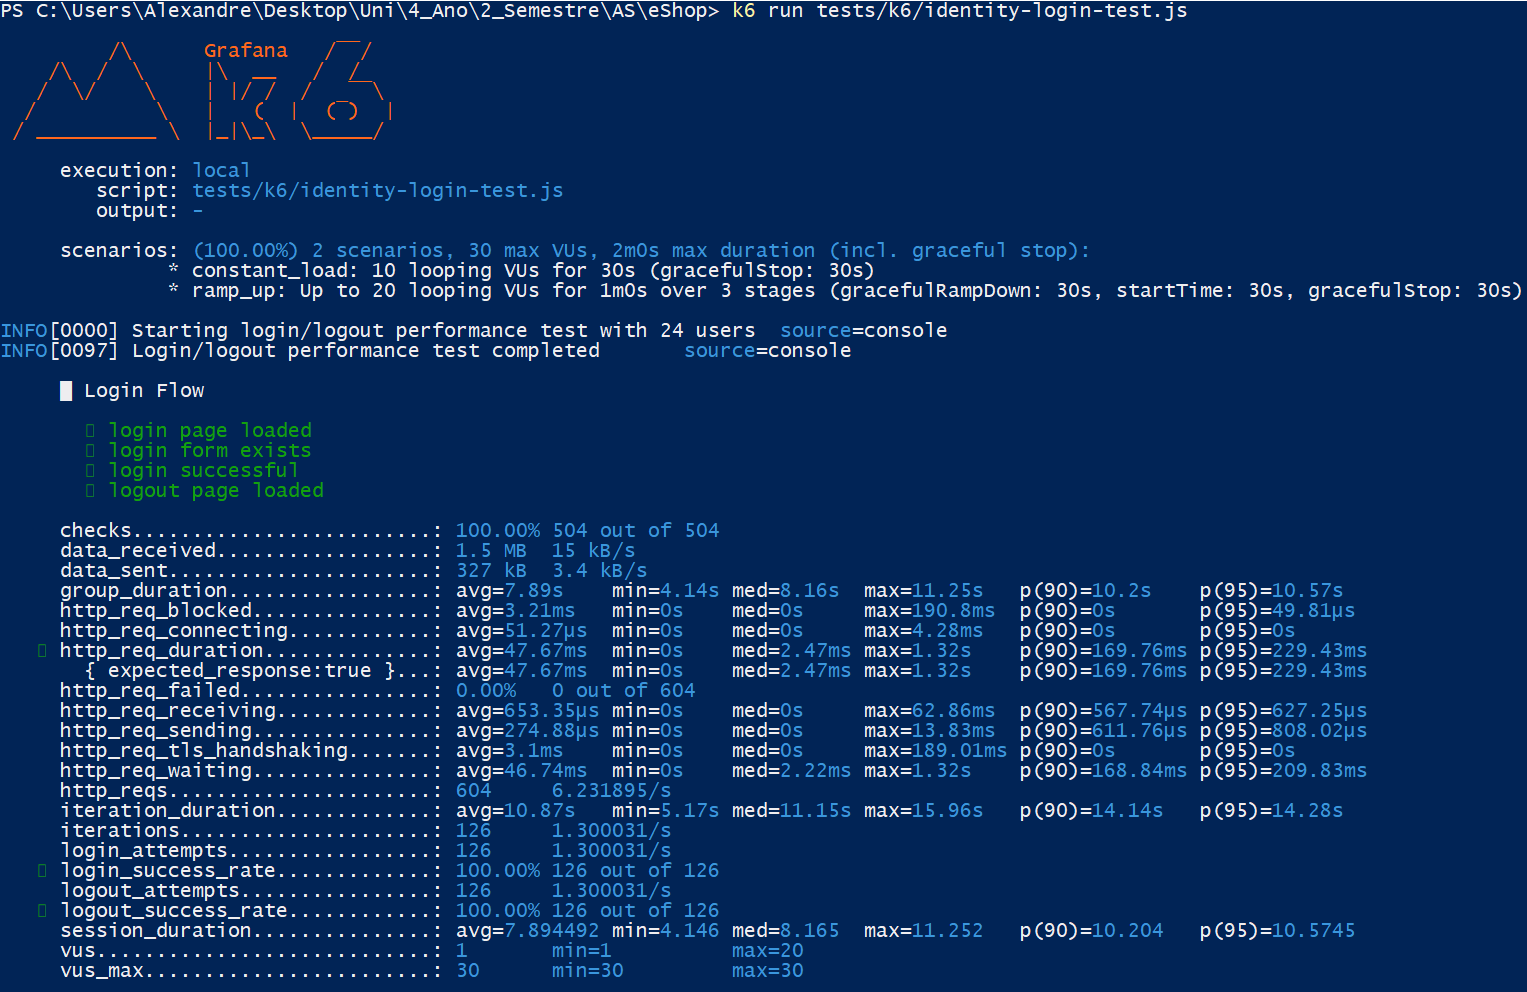 PS C:\Users\Alexandre\Desktop\Uni\4_Ano\2_Semestre\AS\eShop> k6 run tests/k6/identity-login-test.js
Grafana
execution: local
script: tests/k6/identity-login-test.js
output: -
scenarios: (100.00%) 2 scenarios, 30 max VUs, 2m0s max duration (incl. graceful stop):
* constant_load: 10 looping VUs for 30s (gracefulStop: 30s)
* ramp_up: Up to 20 looping VUs for 1m0s over 3 stages (gracefulRampDown: 30s, startTime: 30s, gracefulStop: 30s)
INFO[0000] Starting login/logout performance test with 24 users  source=console
INFO[0097] Login/logout performance test completed       source=console
█ Login Flow
login page loaded
login form exists
login successful
logout page loaded
checks.........................: 100.00% 504 out of 504
data_received..................: 1.5 MB  15 kB/s
data_sent......................: 327 kB  3.4 kB/s
group_duration.................: avg=7.89s    min=4.14s med=8.16s  max=11.25s   p(90)=10.2s    p(95)=10.57s
http_req_blocked...............: avg=3.21ms   min=0s    med=0s     max=190.8ms  p(90)=0s       p(95)=49.81µs
http_req_connecting............: avg=51.27µs  min=0s    med=0s     max=4.28ms   p(90)=0s       p(95)=0s
http_req_duration..............: avg=47.67ms  min=0s    med=2.47ms max=1.32s    p(90)=169.76ms p(95)=229.43ms
{ expected_response:true }...: avg=47.67ms  min=0s    med=2.47ms max=1.32s    p(90)=169.76ms p(95)=229.43ms
http_req_failed................: 0.00%   0 out of 604
http_req_receiving.............: avg=653.35µs min=0s    med=0s     max=62.86ms  p(90)=567.74µs p(95)=627.25µs
http_req_sending...............: avg=274.88µs min=0s    med=0s     max=13.83ms  p(90)=611.76µs p(95)=808.02µs
http_req_tls_handshaking.......: avg=3.1ms    min=0s    med=0s     max=189.01ms p(90)=0s       p(95)=0s
http_req_waiting...............: avg=46.74ms  min=0s    med=2.22ms max=1.32s    p(90)=168.84ms p(95)=209.83ms
http_reqs......................: 604     6.231895/s
iteration_duration.............: avg=10.87s   min=5.17s med=11.15s max=15.96s   p(90)=14.14s   p(95)=14.28s
iterations.....................: 126     1.300031/s
login_attempts.................: 126     1.300031/s
login_success_rate.............: 100.00% 126 out of 126
logout_attempts................: 126     1.300031/s
logout_success_rate............: 100.00% 126 out of 126
session_duration...............: avg=7.894492 min=4.146 med=8.165  max=11.252   p(90)=10.204   p(95)=10.5745
vus............................: 1       min=1          max=20
vus_max........................: 30      min=30         max=30